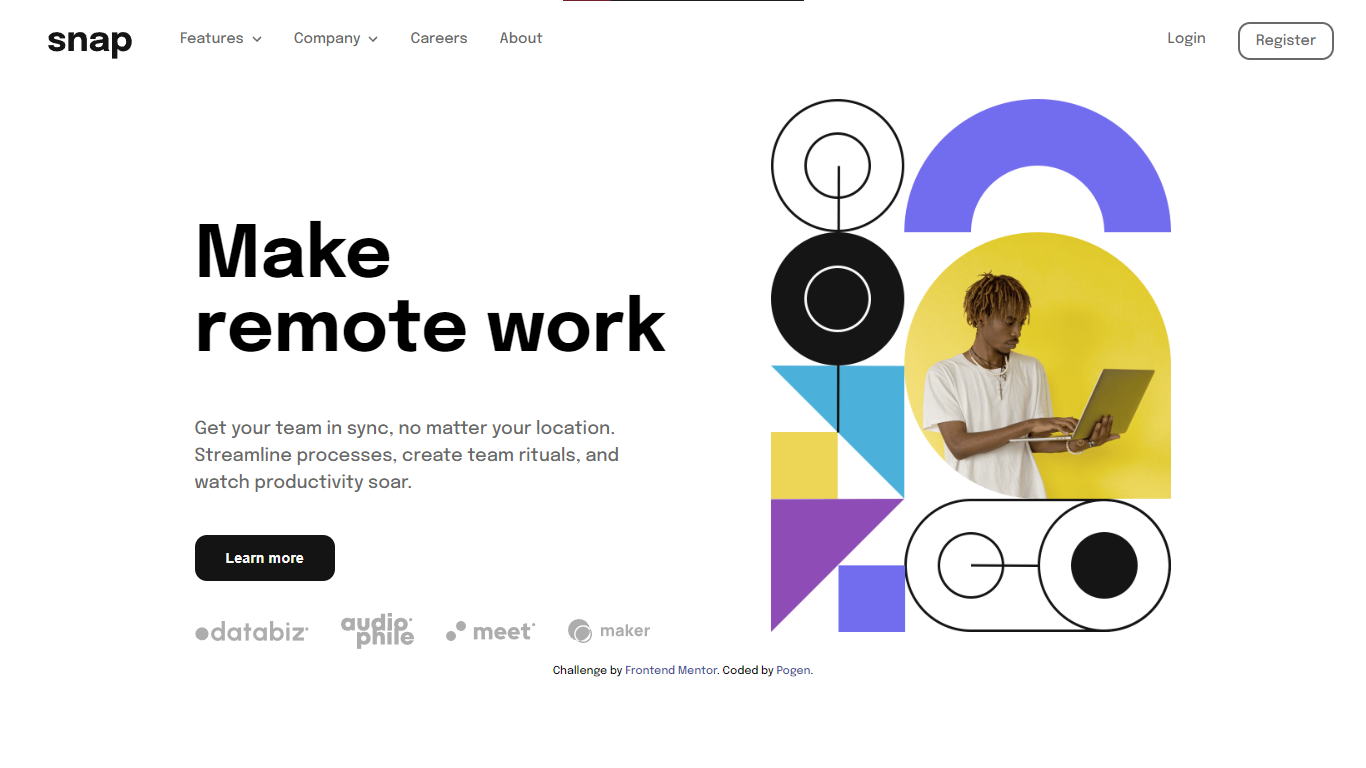 snap
Features
Company
Careers
About
Login
Register
Make
remote work
Get your team in sync, no matter your location.
Streamline processes, create team rituals, and
watch productivity soar.
Learn more
databiz
audio
phile
meet
maker
Challenge by Frontend Mentor. Coded by Pogen.